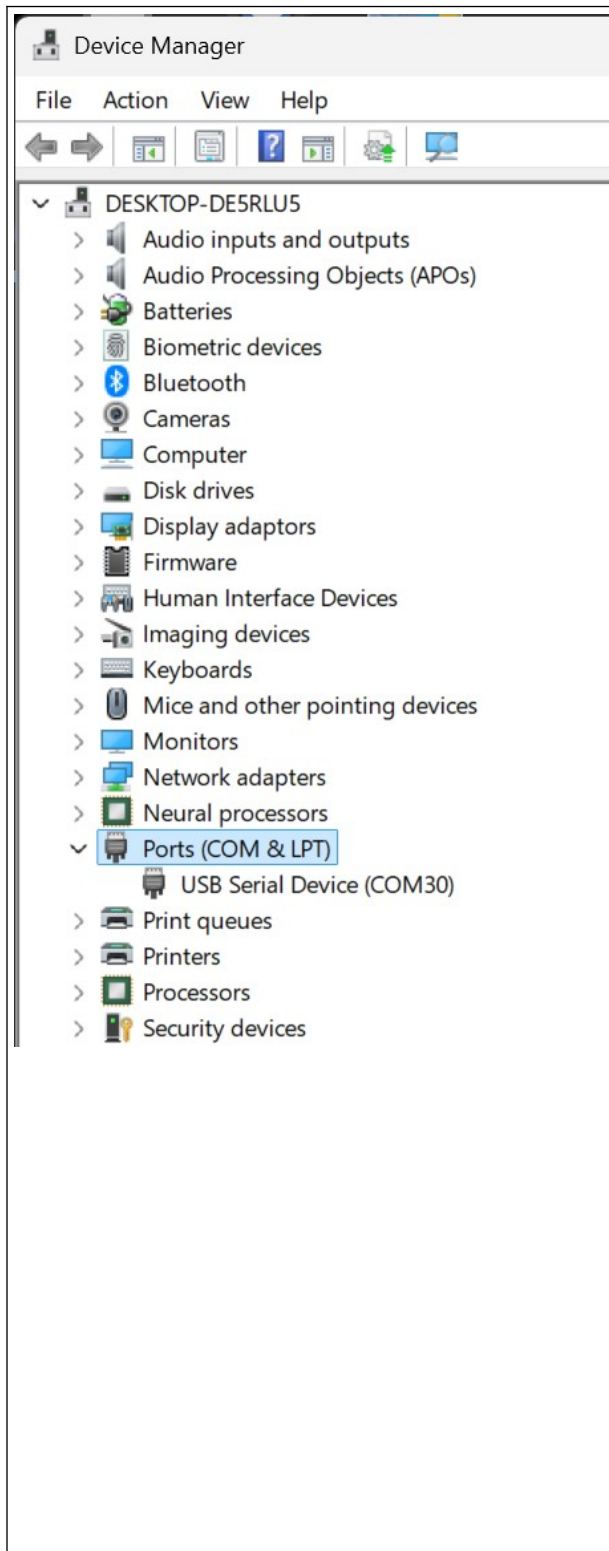 Device Manager
File Action View Help
DESKTOP-DE5RLU5
Audio inputs and outputs
Audio Processing Objects (APOs)
Batteries
Biometric devices
Bluetooth
Cameras
Computer
Disk drives
Display adaptors
Firmware
Human Interface Devices
Imaging devices
Keyboards
Mice and other pointing devices
Monitors
Network adapters
Neural processors
Ports (COM & LPT)
USB Serial Device (COM30)
Print queues
Printers
Processors
Security devices